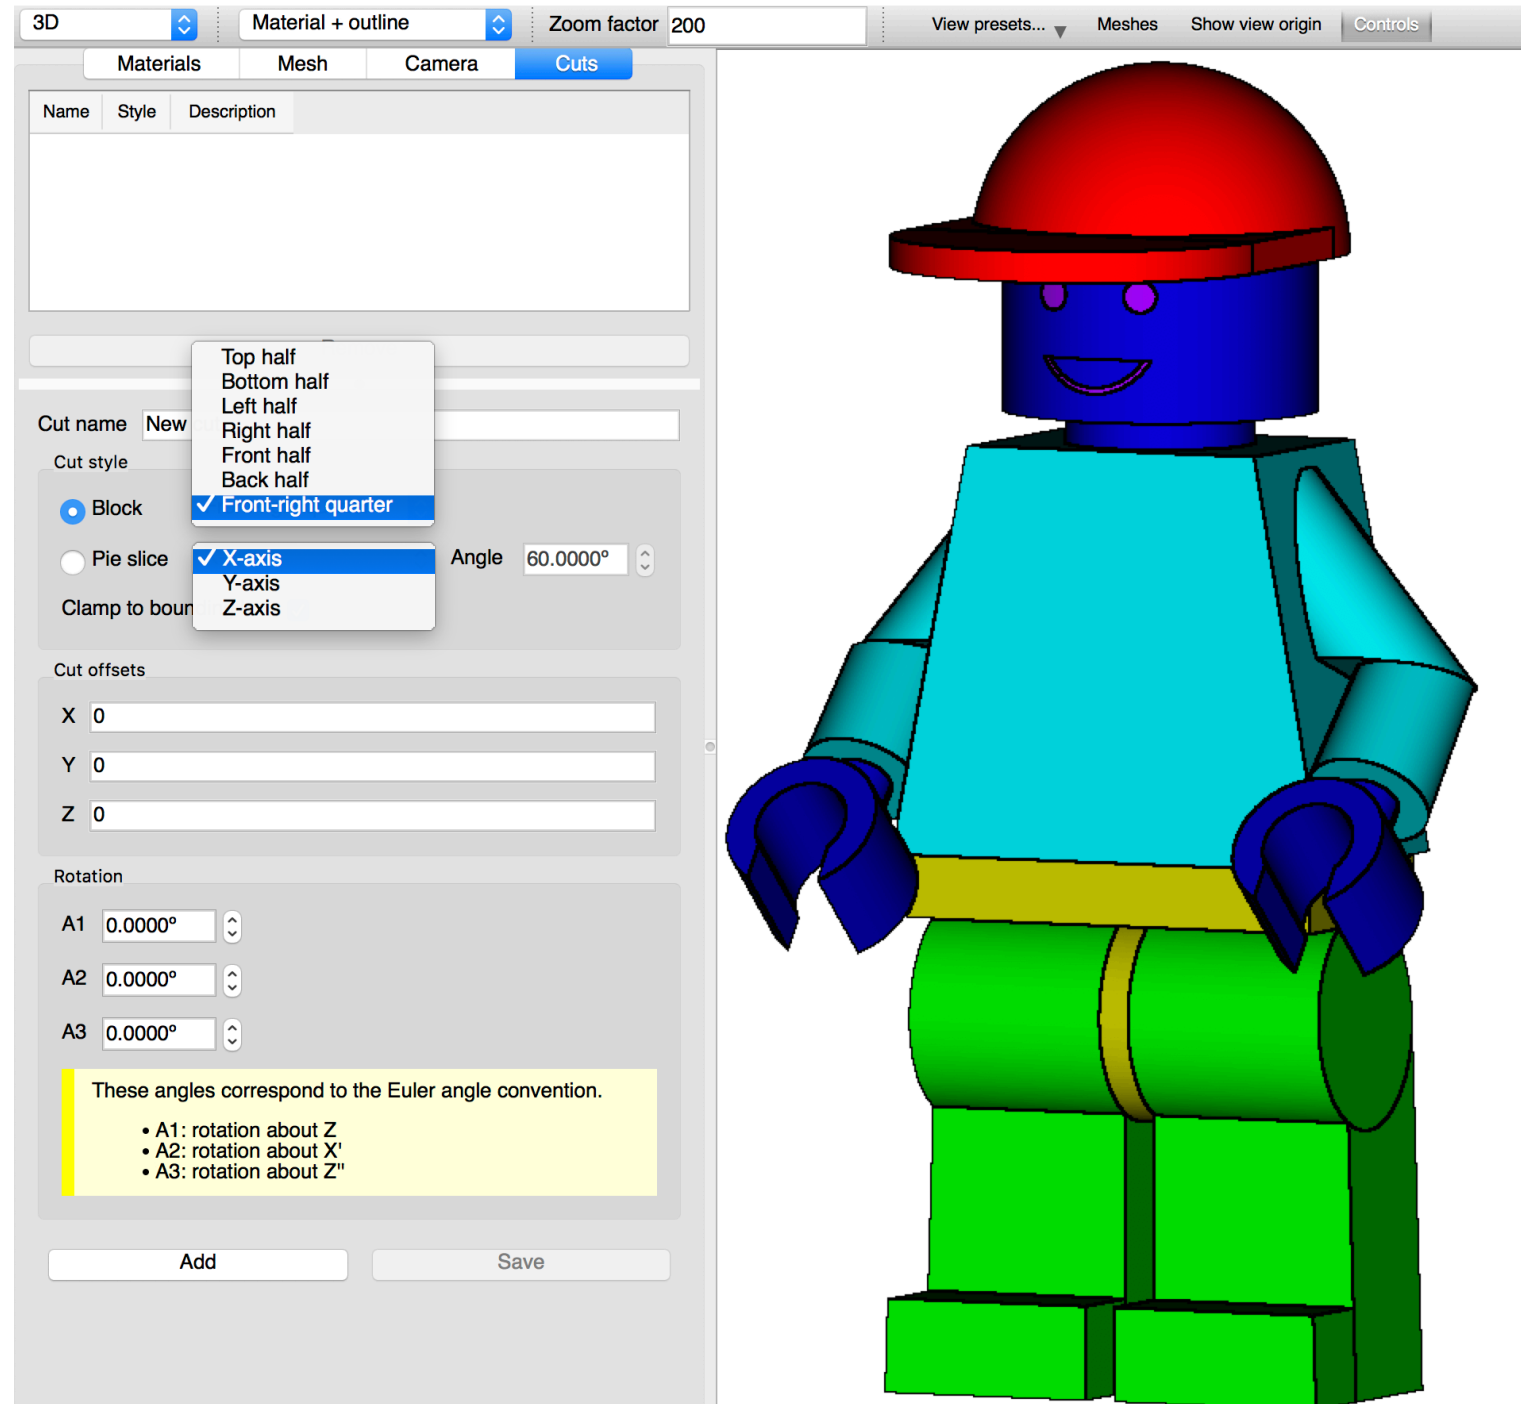 3D Material + outline Zoom factor 200 View presets... Meshes Show view origin Controls
Materials Mesh Camera Cuts
Name Style Description
Top half
Bottom half
Left half
Cut name New
Right half
Front half
Cut style
Back half
Block ✓ Front-right quarter
Pie slice ✓ X-axis Angle 60.0000º
Y-axis
Clamp to boun Z-axis
Cut offsets
X 0
Y 0
Z 0
Rotation
A1 0.0000º
A2 0.0000º
A3 0.0000º
These angles correspond to the Euler angle convention.
• A1: rotation about Z
• A2: rotation about X'
• A3: rotation about Z"
Add Save